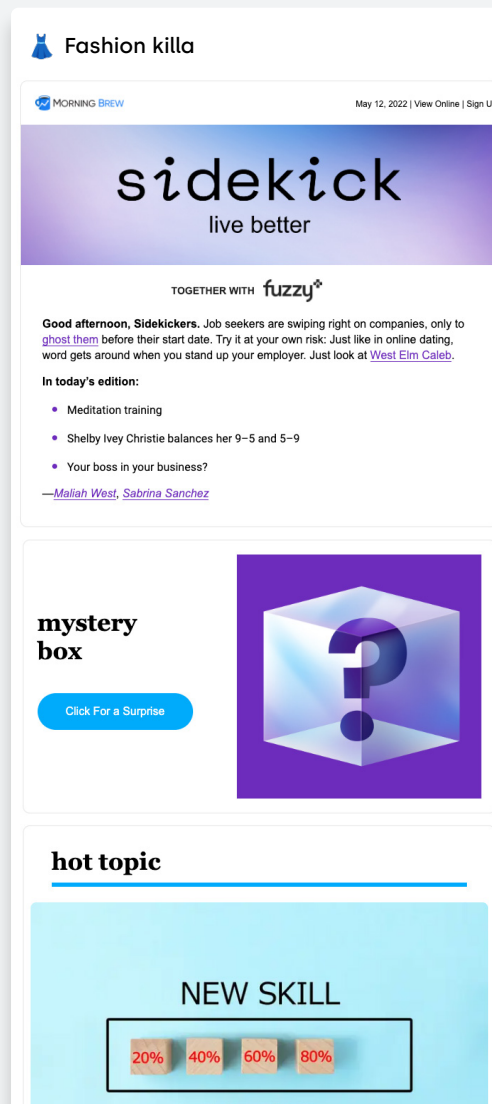 Fashion killa
MORNING BREW
May 12, 2022 | View Online | Sign U
sidekick
live better
TOGETHER WITH fuzzy
Good afternoon, Sidekickers. Job seekers are swiping right on companies, only to
ghost them before their start date. Try it at your own risk: Just like in online dating,
word gets around when you stand up your employer. Just look at West Elm Caleb.
In today’s edition:
• Meditation training
• Shelby Ivey Christie balances her 9–5 and 5–9
• Your boss in your business?
—Maliah West, Sabrina Sanchez
mystery
box
Click For a Surprise
?
hot topic
NEW SKILL
20% 40% 60% 80%